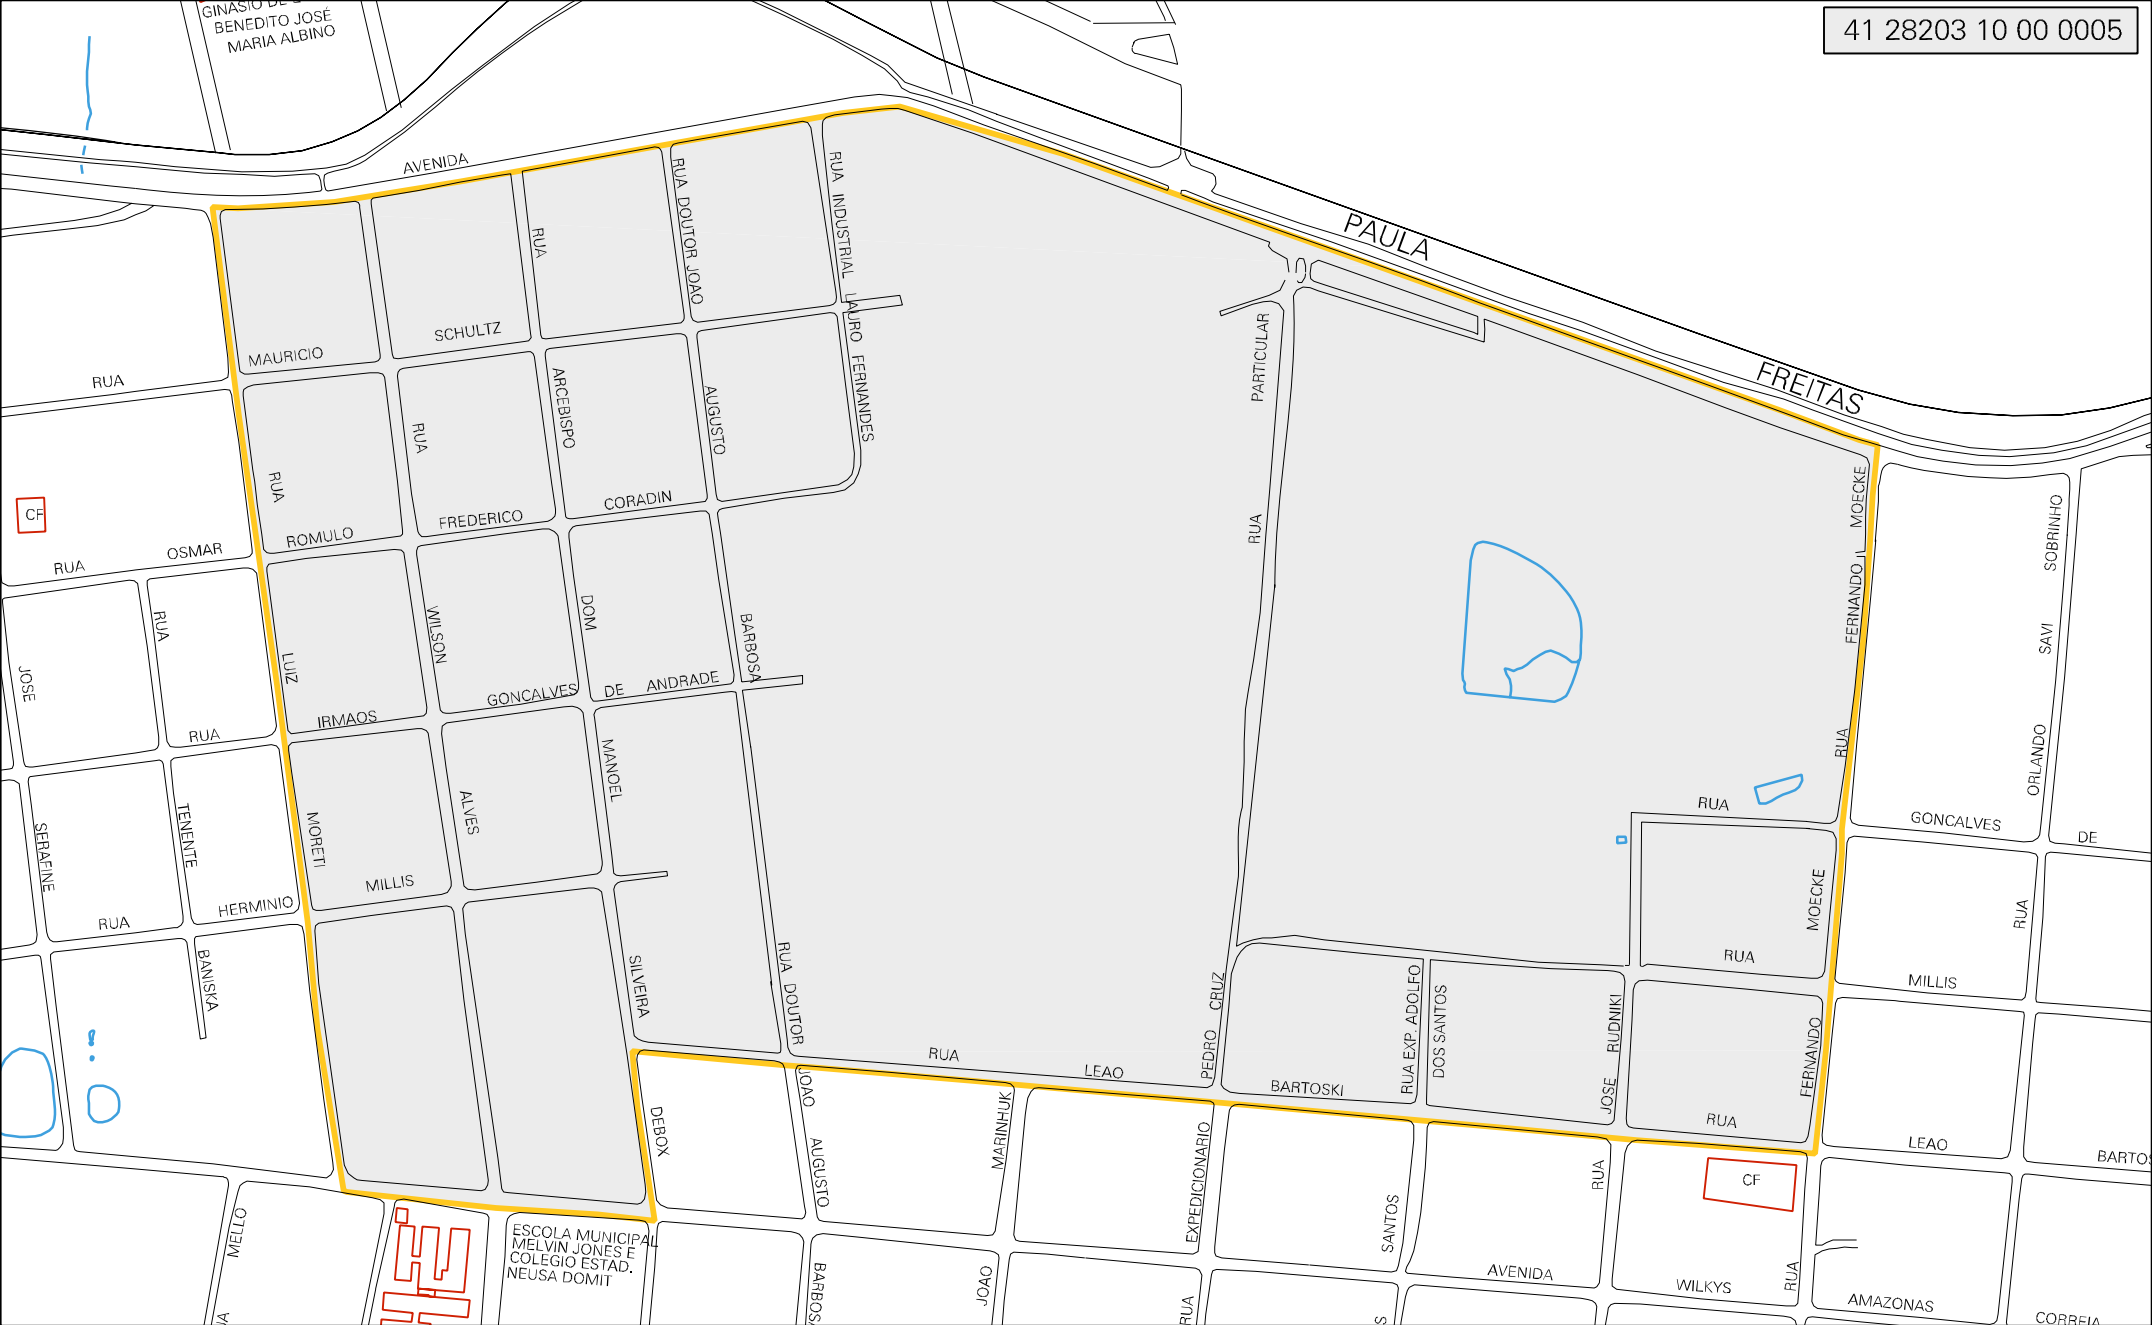 GINASIO DE
BENEDITO JOSÉ
MARIA ALBINO
41 28203 10 00 0005
AVENIDA
PAULA
FREITAS
RUA
RUA DOUTOR JOAO
RUA INDUSTRIAL LAURO FERNANDES
MAURICIO
SCHULTZ
RUA
PARTICULAR
RUA
ARCEBISPO
AUGUSTO
RUA
RUA
CF
ROMULO
FREDERICO
CORADIN
RUA
MOECKE
SOBRINHO
RUA
OSMAR
FERNANDO
SAVI
RUA
WILSON
DOM
BARBOSA
JOSE
LUIZ
IRMAOS
GONCALVES
DE
ANDRADE
RUA
RUA
ORLANDO
MANOEL
ALVES
MORETI
TENENTE
SERAFINE
RUA
GONCALVES
DE
MILLIS
HERMINIO
RUA
MOECKE
RUA
BANISKA
SILVEIRA
RUA DOUTOR
CRUZ
RUA EXP. ADOLFO
DOS SANTOS
RUDNIKI
RUA
MILLIS
RUA
LEAO
PEDRO
BARTOSKI
JOSE
FERNANDO
RUA
LEAO
BARTOS
DEBOX
JOAO
AUGUSTO
MARINHUK
EXPEDICIONARIO
SANTOS
RUA
CF
MELLO
ESCOLA MUNICIPAL
MELVIN JONES E
COLEGIO ESTAD.
NEUSA DOMIT
BARBOS
JOAO
RUA
AVENIDA
WILKYS
RUA
AMAZONAS
CORREIA